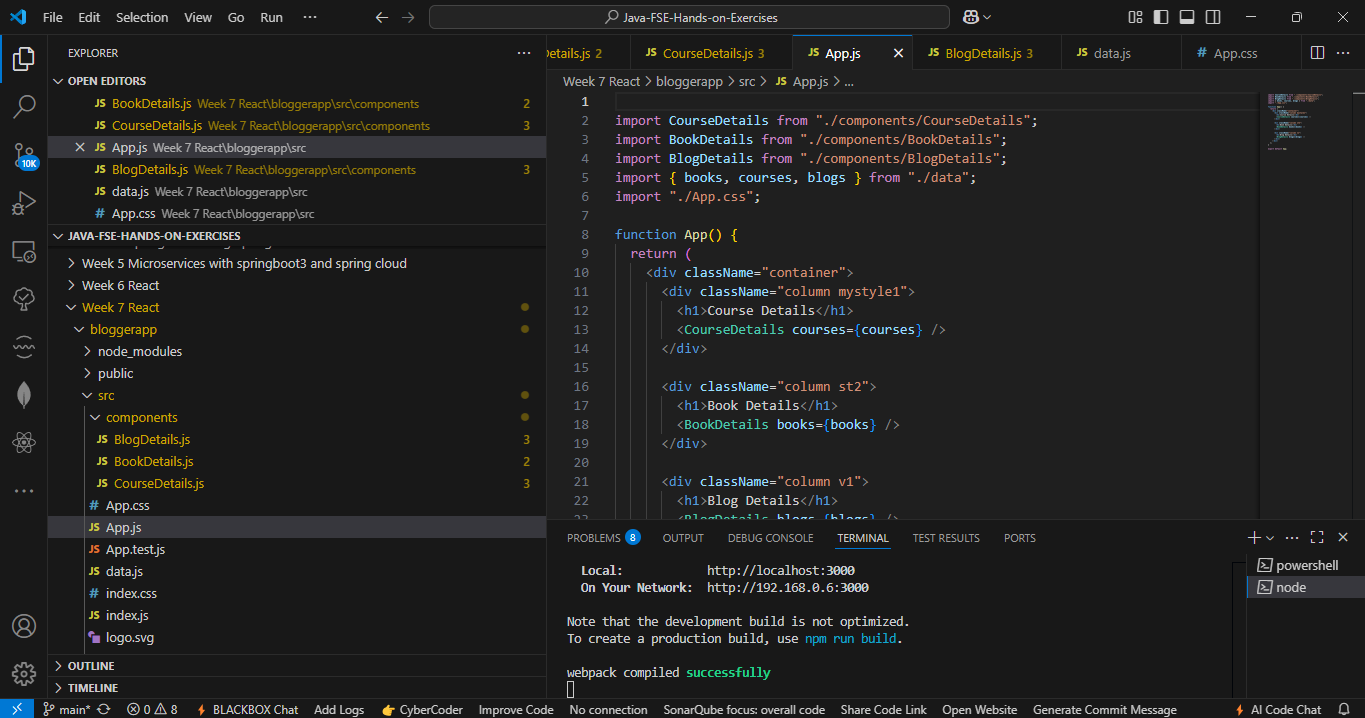 File Edit Selection View Go Run ··· Java-FSE-Hands-on-Exercises
EXPLORER
OPEN EDITORS
JS BookDetails.js Week 7 React\bloggerapp\src\components 2
JS CourseDetails.js Week 7 React\bloggerapp\src\components 3
JS App.js Week 7 React\bloggerapp\src
JS BlogDetails.js Week 7 React\bloggerapp\src\components 3
JS data.js Week 7 React\bloggerapp\src
# App.css Week 7 React\bloggerapp\src
10K
JAVA-FSE-HANDS-ON-EXERCISES
Week 5 Microservices with springboot3 and spring cloud
Week 6 React
Week 7 React
bloggerapp
node_modules
public
src
components
JS BlogDetails.js 3
JS BookDetails.js 2
JS CourseDetails.js 3
# App.css
JS App.js
JS App.test.js
JS data.js
# index.css
JS index.js
logo.svg
OUTLINE
TIMELINE
Details.js 2 JS CourseDetails.js 3 JS App.js JS BlogDetails.js 3 JS data.js # App.css
Week 7 React > bloggerapp > src > JS App.js > ...
1
2 import CourseDetails from "./components/CourseDetails";
3 import BookDetails from "./components/BookDetails";
4 import BlogDetails from "./components/BlogDetails";
5 import { books, courses, blogs } from "./data";
6 import "./App.css";
7
8 function App() {
9 return (
10 <div className="container">
11 <div className="column mystyle1">
12 <h1>Course Details</h1>
13 <CourseDetails courses={courses} />
14 </div>
15
16 <div className="column st2">
17 <h1>Book Details</h1>
18 <BookDetails books={books} />
19 </div>
20
21 <div className="column v1">
22 <h1>Blog Details</h1>
23 <BlogDetails blogs={blogs} />
PROBLEMS 8 OUTPUT DEBUG CONSOLE TERMINAL TEST RESULTS PORTS
Local: http://localhost:3000
On Your Network: http://192.168.0.6:3000
Note that the development build is not optimized.
To create a production build, use npm run build.
webpack compiled successfully
powershell
node
main* 0 8 BLACKBOX Chat Add Logs CyberCoder Improve Code No connection SonarQube focus: overall code Share Code Link Open Website Generate Commit Message AI Code Chat